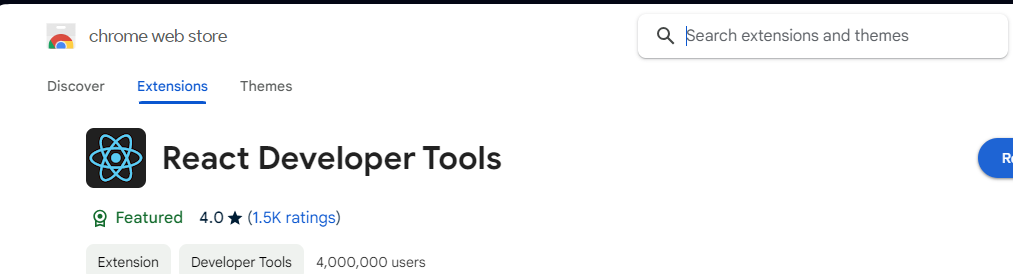 chrome web store
Search extensions and themes
Discover Extensions Themes
React Developer Tools
Featured 4.0 ★ (1.5K ratings)
Extension Developer Tools 4,000,000 users